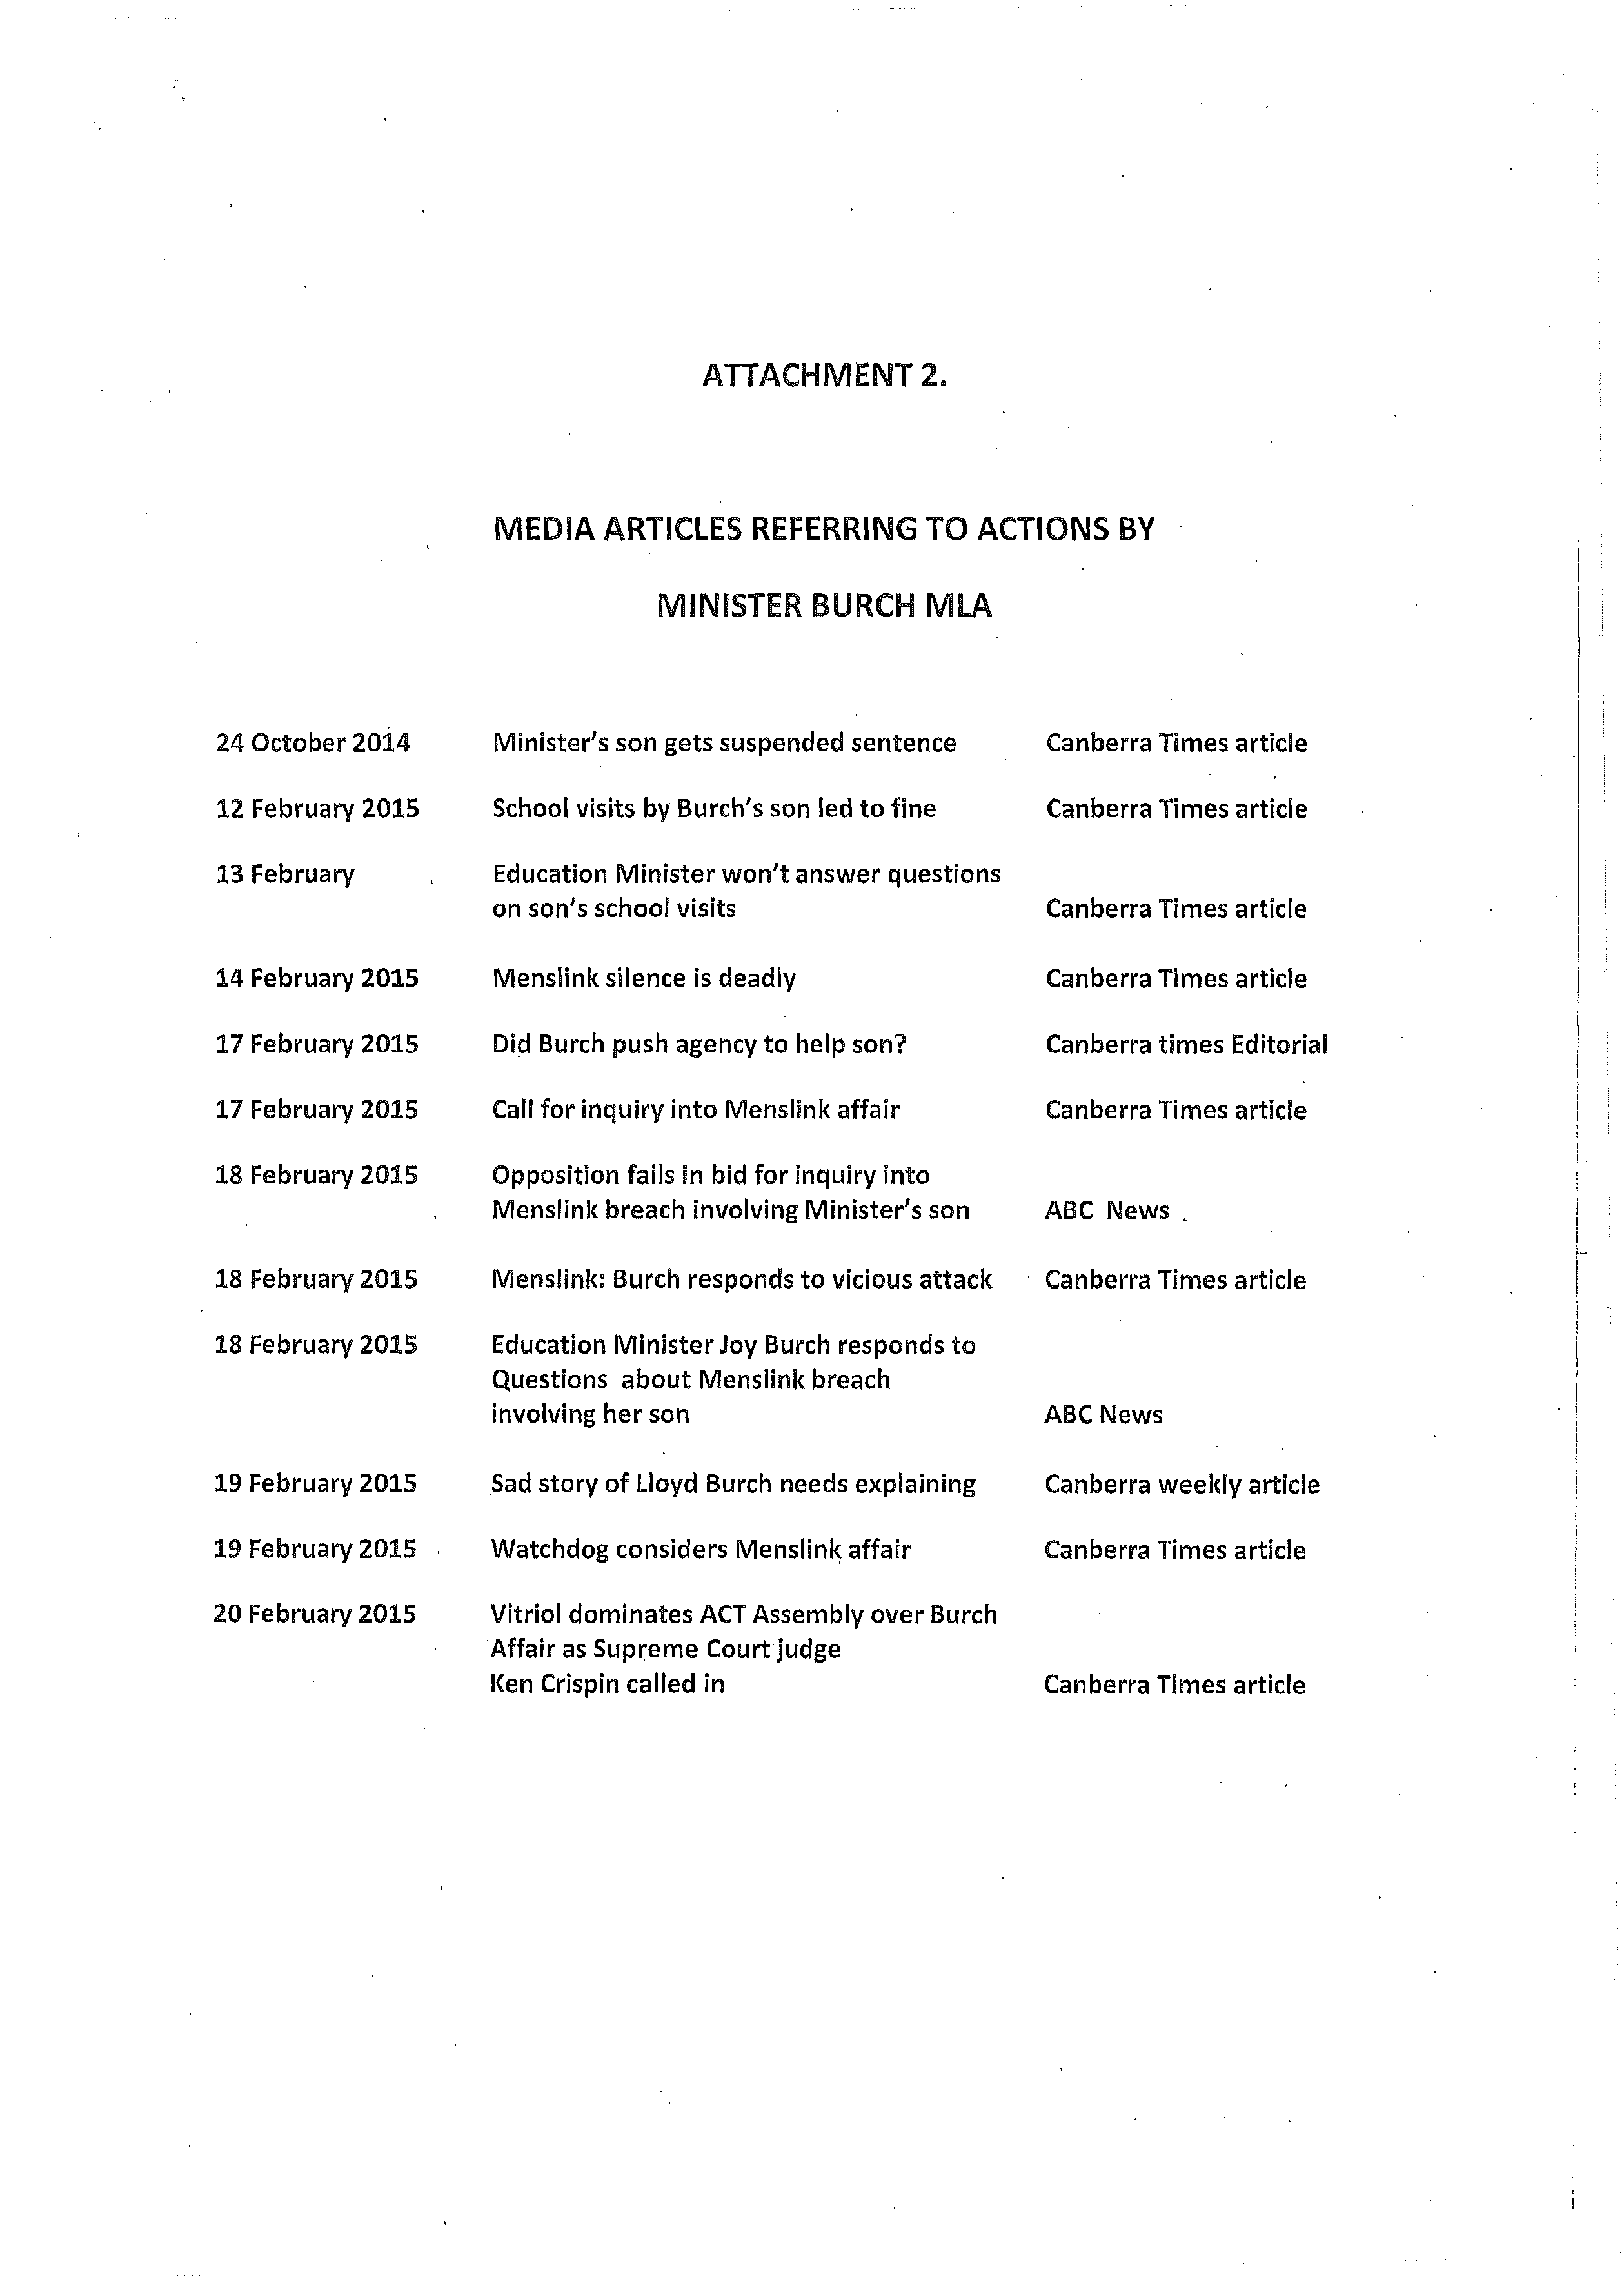 ATTACHMENT 2.
MEDIA ARTICLES REFERRING TO ACTIONS BY
MINISTER BURCH MLA
24 October 2014 Minister's son gets suspended sentence Canberra Times article
12 February 2015 School visits by Burch's son led to fine Canberra Times article
13 February Education Minister won't answer questions
on son's school visits Canberra Times article
14 February 2015 Menslink silence is deadly Canberra Times article
17 February 2015 Did Burch push agency to help son? Canberra times Editorial
17 February 2015 Call for inquiry into Menslink affair Canberra Times article
18 February 2015 Opposition fails in bid for inquiry into
Menslink breach involving Minister's son ABC News
18 February 2015 Menslink: Burch responds to vicious attack Canberra Times article
18 February 2015 Education Minister Joy Burch responds to
Questions about Menslink breach
involving her son ABC News
19 February 2015 Sad story of Lloyd Burch needs explaining Canberra weekly article
19 February 2015 Watchdog considers Menslink affair Canberra Times article
20 February 2015 Vitriol dominates ACT Assembly over Burch
Affair as Supreme Court judge
Ken Crispin called in Canberra Times article